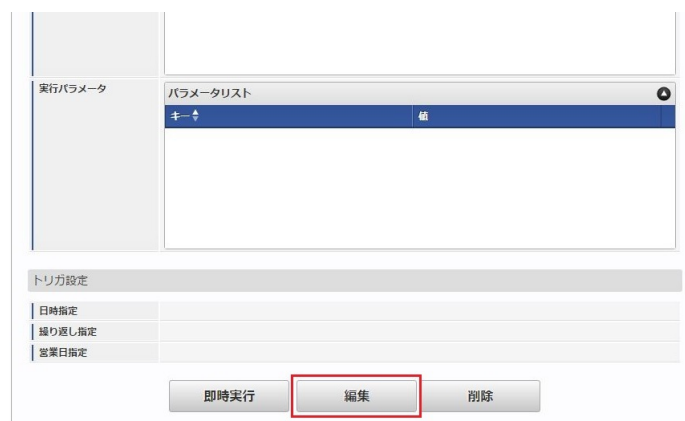 実行パラメータ
パラメータリスト
キー 値
トリガ設定
日時指定
繰り返し指定
営業日指定
即時実行 編集 削除